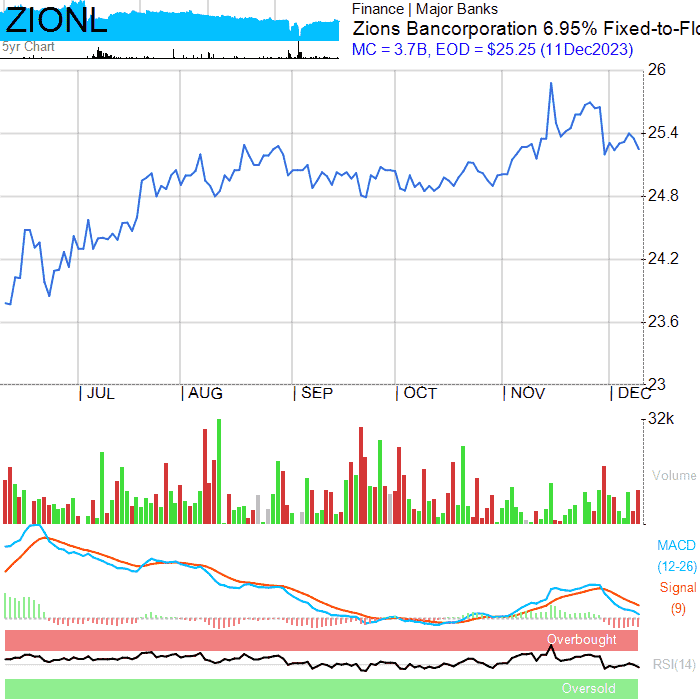 ZIONL
5yr Chart
Finance | Major Banks
Zions Bancorporation 6.95% Fixed-to-Flo
MC = 3.7B, EOD = $25.25 (11Dec2023)
26
25.4
24.8
24.2
23.6
23
| JUL | AUG | SEP | OCT | NOV | DEC
32k
Volume
MACD
(12-26)
Signal
(9)
Overbought
RSI(14)
Oversold